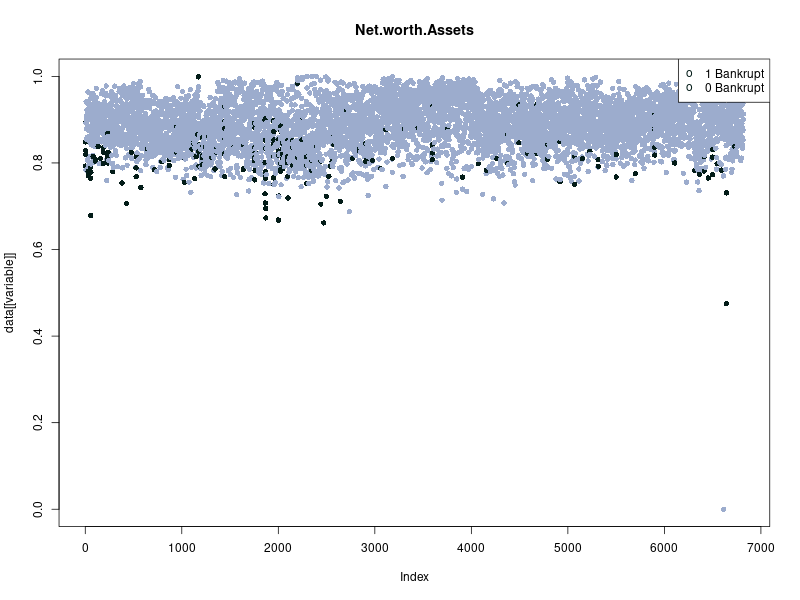 Net.worth.Assets
data[[variable]]
1.0
0.8
0.6
0.4
0.2
0.0
o 1 Bankrupt
o 0 Bankrupt
0 1000 2000 3000 4000 5000 6000 7000
Index